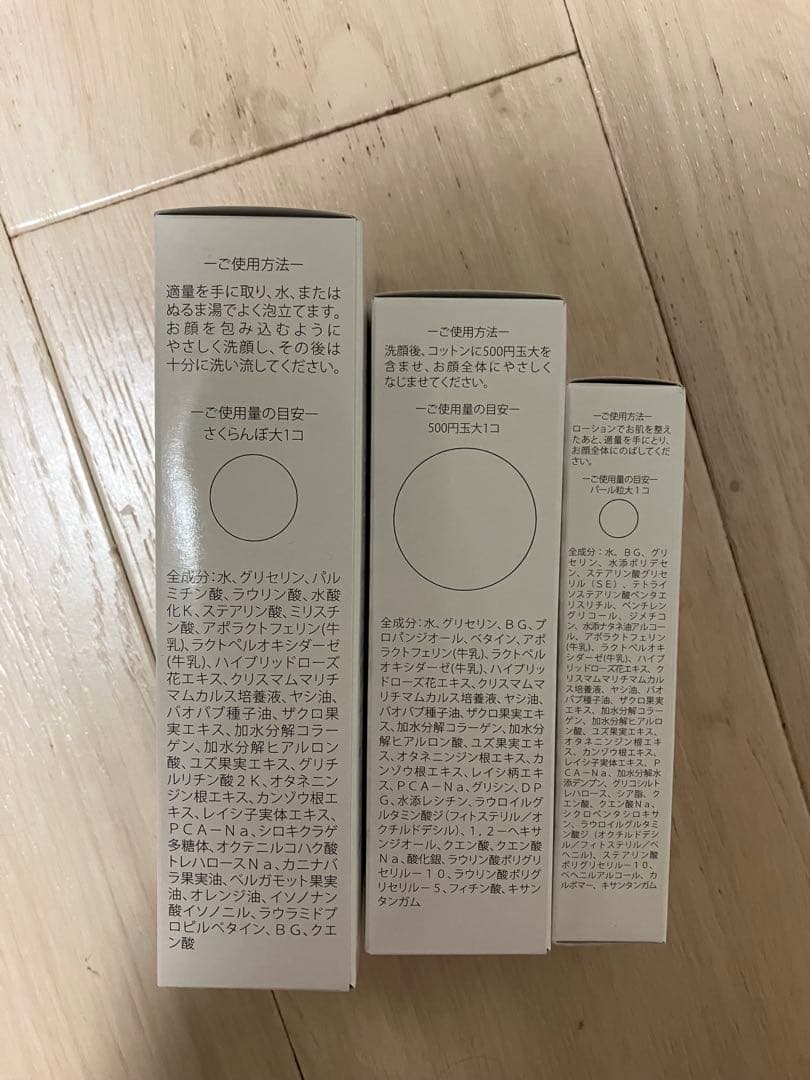 ーご使用方法ー
適量を手に取り、水、または
ぬるま湯でよく泡立てます。
お顔を包み込むように
やさしく洗顔し、その後は
十分に洗い流してください。
ーご使用量の目安ー
さくらんぼ大1コ
全成分：水、グリセリン、パル
ミチン酸、ラウリン酸、水酸
化K、ステアリン酸、ミリスチ
ン酸、アポラクトフェリン(牛
乳)、ラクトペルオキシダーゼ
(牛乳)、ハイブリッドローズ
花エキス、クリスマムマリチ
マムカルス培養液、ヤシ油、
バオバブ種子油、ザクロ果
実エキス、加水分解コラー
ゲン、加水分解ヒアルロン
酸、ユズ果実エキス、グリチ
ルリチン酸2K、オタネニン
ジン根エキス、カンゾウ根エ
キス、レイシ子実体エキス、
PCA－Na、シロキクラゲ
多糖体、オクテニルコハク酸
トレハロースNa、カニナバ
ラ果実油、ベルガモット果実
油、オレンジ油、イソノナン
酸イソノニル、ラウラミドプ
ロピルベタイン、BG、クエ
ン酸
ーご使用方法ー
洗顔後、コットンに500円玉大を
含ませ、お顔全体にやさしく
なじませてください。
ーご使用量の目安ー
500円玉大1コ
全成分：水、グリセリン、BG、プ
ロパンジオール、ベタイン、アポ
ラクトフェリン(牛乳)、ラクトペル
オキシダーゼ(牛乳)、ハイブリッ
ドローズ花エキス、クリスマムマ
リチマムカルス培養液、ヤシ油、
バオバブ種子油、ザクロ果実エキ
ス、加水分解コラーゲン、加水分
解ヒアルロン酸、ユズ果実エキ
ス、オタネニンジン根エキス、カ
ンゾウ根エキス、レイシ柄エキ
ス、PCA－Na、グリシン、DP
G、水添レシチン、ラウロイルグ
ルタミン酸ジ(フィトステリル／オ
クチルドデシル)、1，2－ヘキサ
ンジオール、クエン酸、クエン酸
Na、酸化銀、ラウリン酸ポリグリ
セリル－10、ラウリン酸ポリグ
リセリル－5、フィチン酸、キサン
タンガム
ーご使用方法ー
ローションでお肌を整え
たあと、適量を手にとり、
お顔全体にのばしてくだ
さい。
ーご使用量の目安ー
パール粒大1コ
全成分：水、BG、グリ
セリン、水添ポリデセ
ン、ステアリン酸グリセ
リル（SE）、テトライ
ソステアリン酸ペンタエ
リスリチル、ペンチレン
グリコール、ジメチコ
ン、水添ナタネ油アルコー
ル、アポラクトフェリン
(牛乳)、ラクトペルオキ
シダーゼ(牛乳)、ハイブ
リッドローズ花エキス、ク
リスマムマリチマムカル
ス培養液、ヤシ油、バオ
バブ種子油、ザクロ果実
エキス、加水分解コラー
ゲン、加水分解ヒアルロ
ン酸、ユズ果実エキス、
オタネニンジン根エキ
ス、カンゾウ根エキス、
レイシ子実体エキス、P
CA－Na、加水分解水
添デンプン、グリコシルト
レハロース、シア脂、ク
エン酸、クエン酸Na、
シクロペンタシロキサ
ン、ラウロイルグルタミ
ン酸ジ（オクチルドデシ
ル／フィトステリル／ベ
ヘニル)、ステアリン酸
ポリグリセリル－10、
ベヘニルアルコール、カ
ルボマー、キサンタンガム